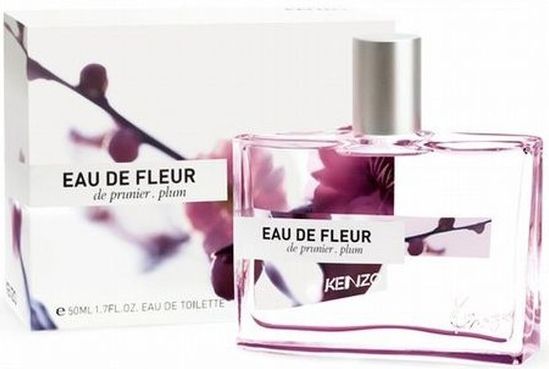 EAU DE FLEUR
de prunier . plum
KENZO
℮ 50ML 1.7FL.OZ. EAU DE TOILETTE
EAU DE FLEUR
de prunier . plum
KENZO